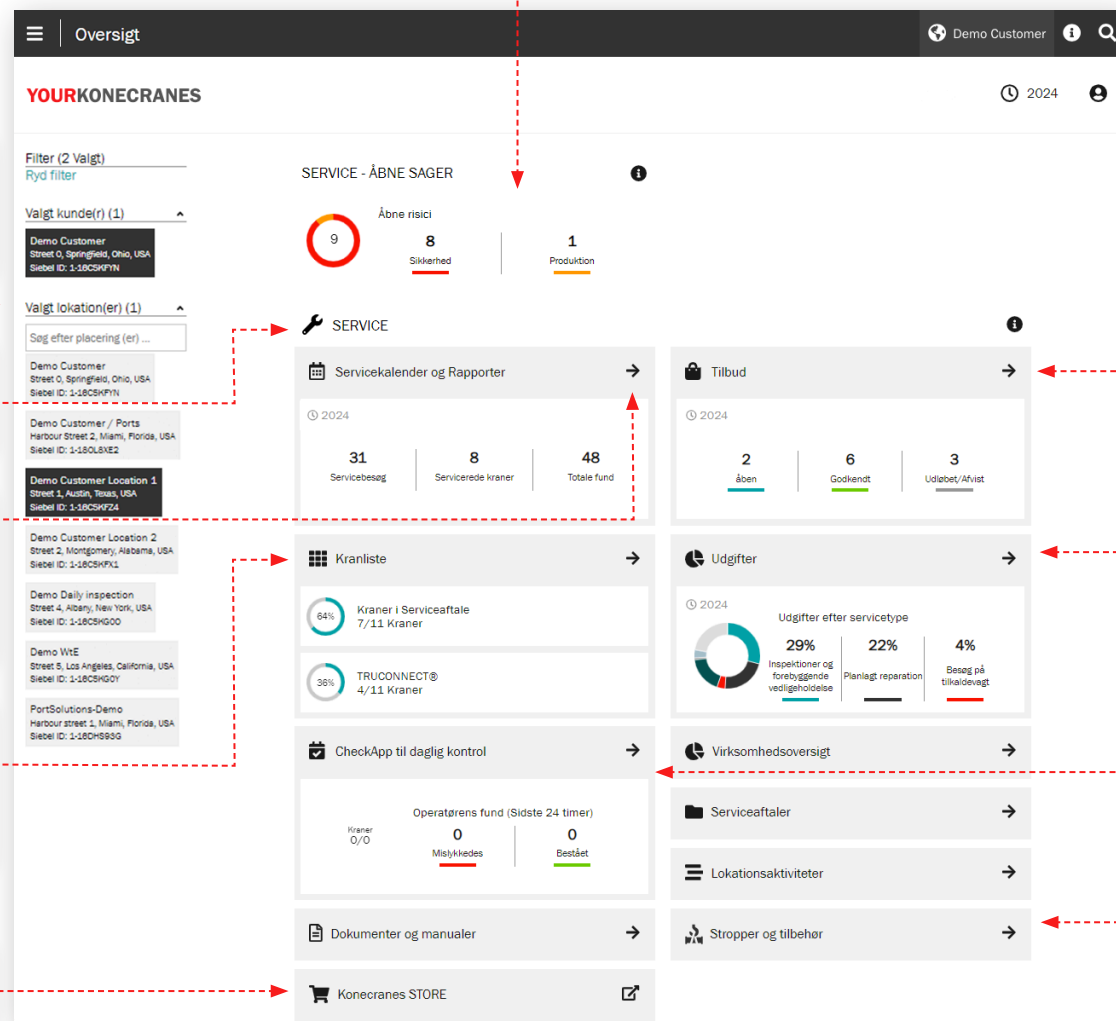 Oversigt
Demo Customer
YOURKONECRANES
2024
Filter (2 Valgt)
Ryd filter
Valgt kunde(r) (1)
Demo Customer
Street 0, Springfield, Ohio, USA
Siebel ID: 1-18C5KFYN
Valgt lokation(er) (1)
Søg efter placering (er) ...
Demo Customer
Street 0, Springfield, Ohio, USA
Siebel ID: 1-18C5KFYN
Demo Customer / Ports
Harbour Street 2, Miami, Florida, USA
Siebel ID: 1-18OL8XE2
Demo Customer Location 1
Street 1, Austin, Texas, USA
Siebel ID: 1-18C5KFZ4
Demo Customer Location 2
Street 2, Montgomery, Alabama, USA
Siebel ID: 1-18C5KFX1
Demo Daily inspection
Street 4, Albany, New York, USA
Siebel ID: 1-18C5KG0O
Demo WtE
Street 5, Los Angeles, California, USA
Siebel ID: 1-18C5KG0Y
PortSolutions-Demo
Harbour street 1, Miami, Florida, USA
Siebel ID: 1-18DHS93G
SERVICE - ÅBNE SAGER
Åbne risici
9
8
Sikkerhed
1
Produktion
SERVICE
Servicekalender og Rapporter
2024
31
Servicebesøg
8
Servicerede kraner
48
Totale fund
Tilbud
2024
2
åben
6
Godkendt
3
Udløbet/Afvist
Kranliste
64%
Kraner i Serviceaftale
7/11 Kraner
36%
TRUCONNECT®
4/11 Kraner
Udgifter
2024
Udgifter efter servicetype
29%
Inspektioner og
forebyggende
vedligeholdelse
22%
Planlagt reparation
4%
Besøg på
tilkaldevagt
CheckApp til daglig kontrol
Operatørens fund (Sidste 24 timer)
Kraner
0/0
0
Mislykkedes
0
Bestået
Virksomhedsoversigt
Serviceaftaler
Lokationsaktiviteter
Dokumenter og manualer
Stropper og tilbehør
Konecranes STORE